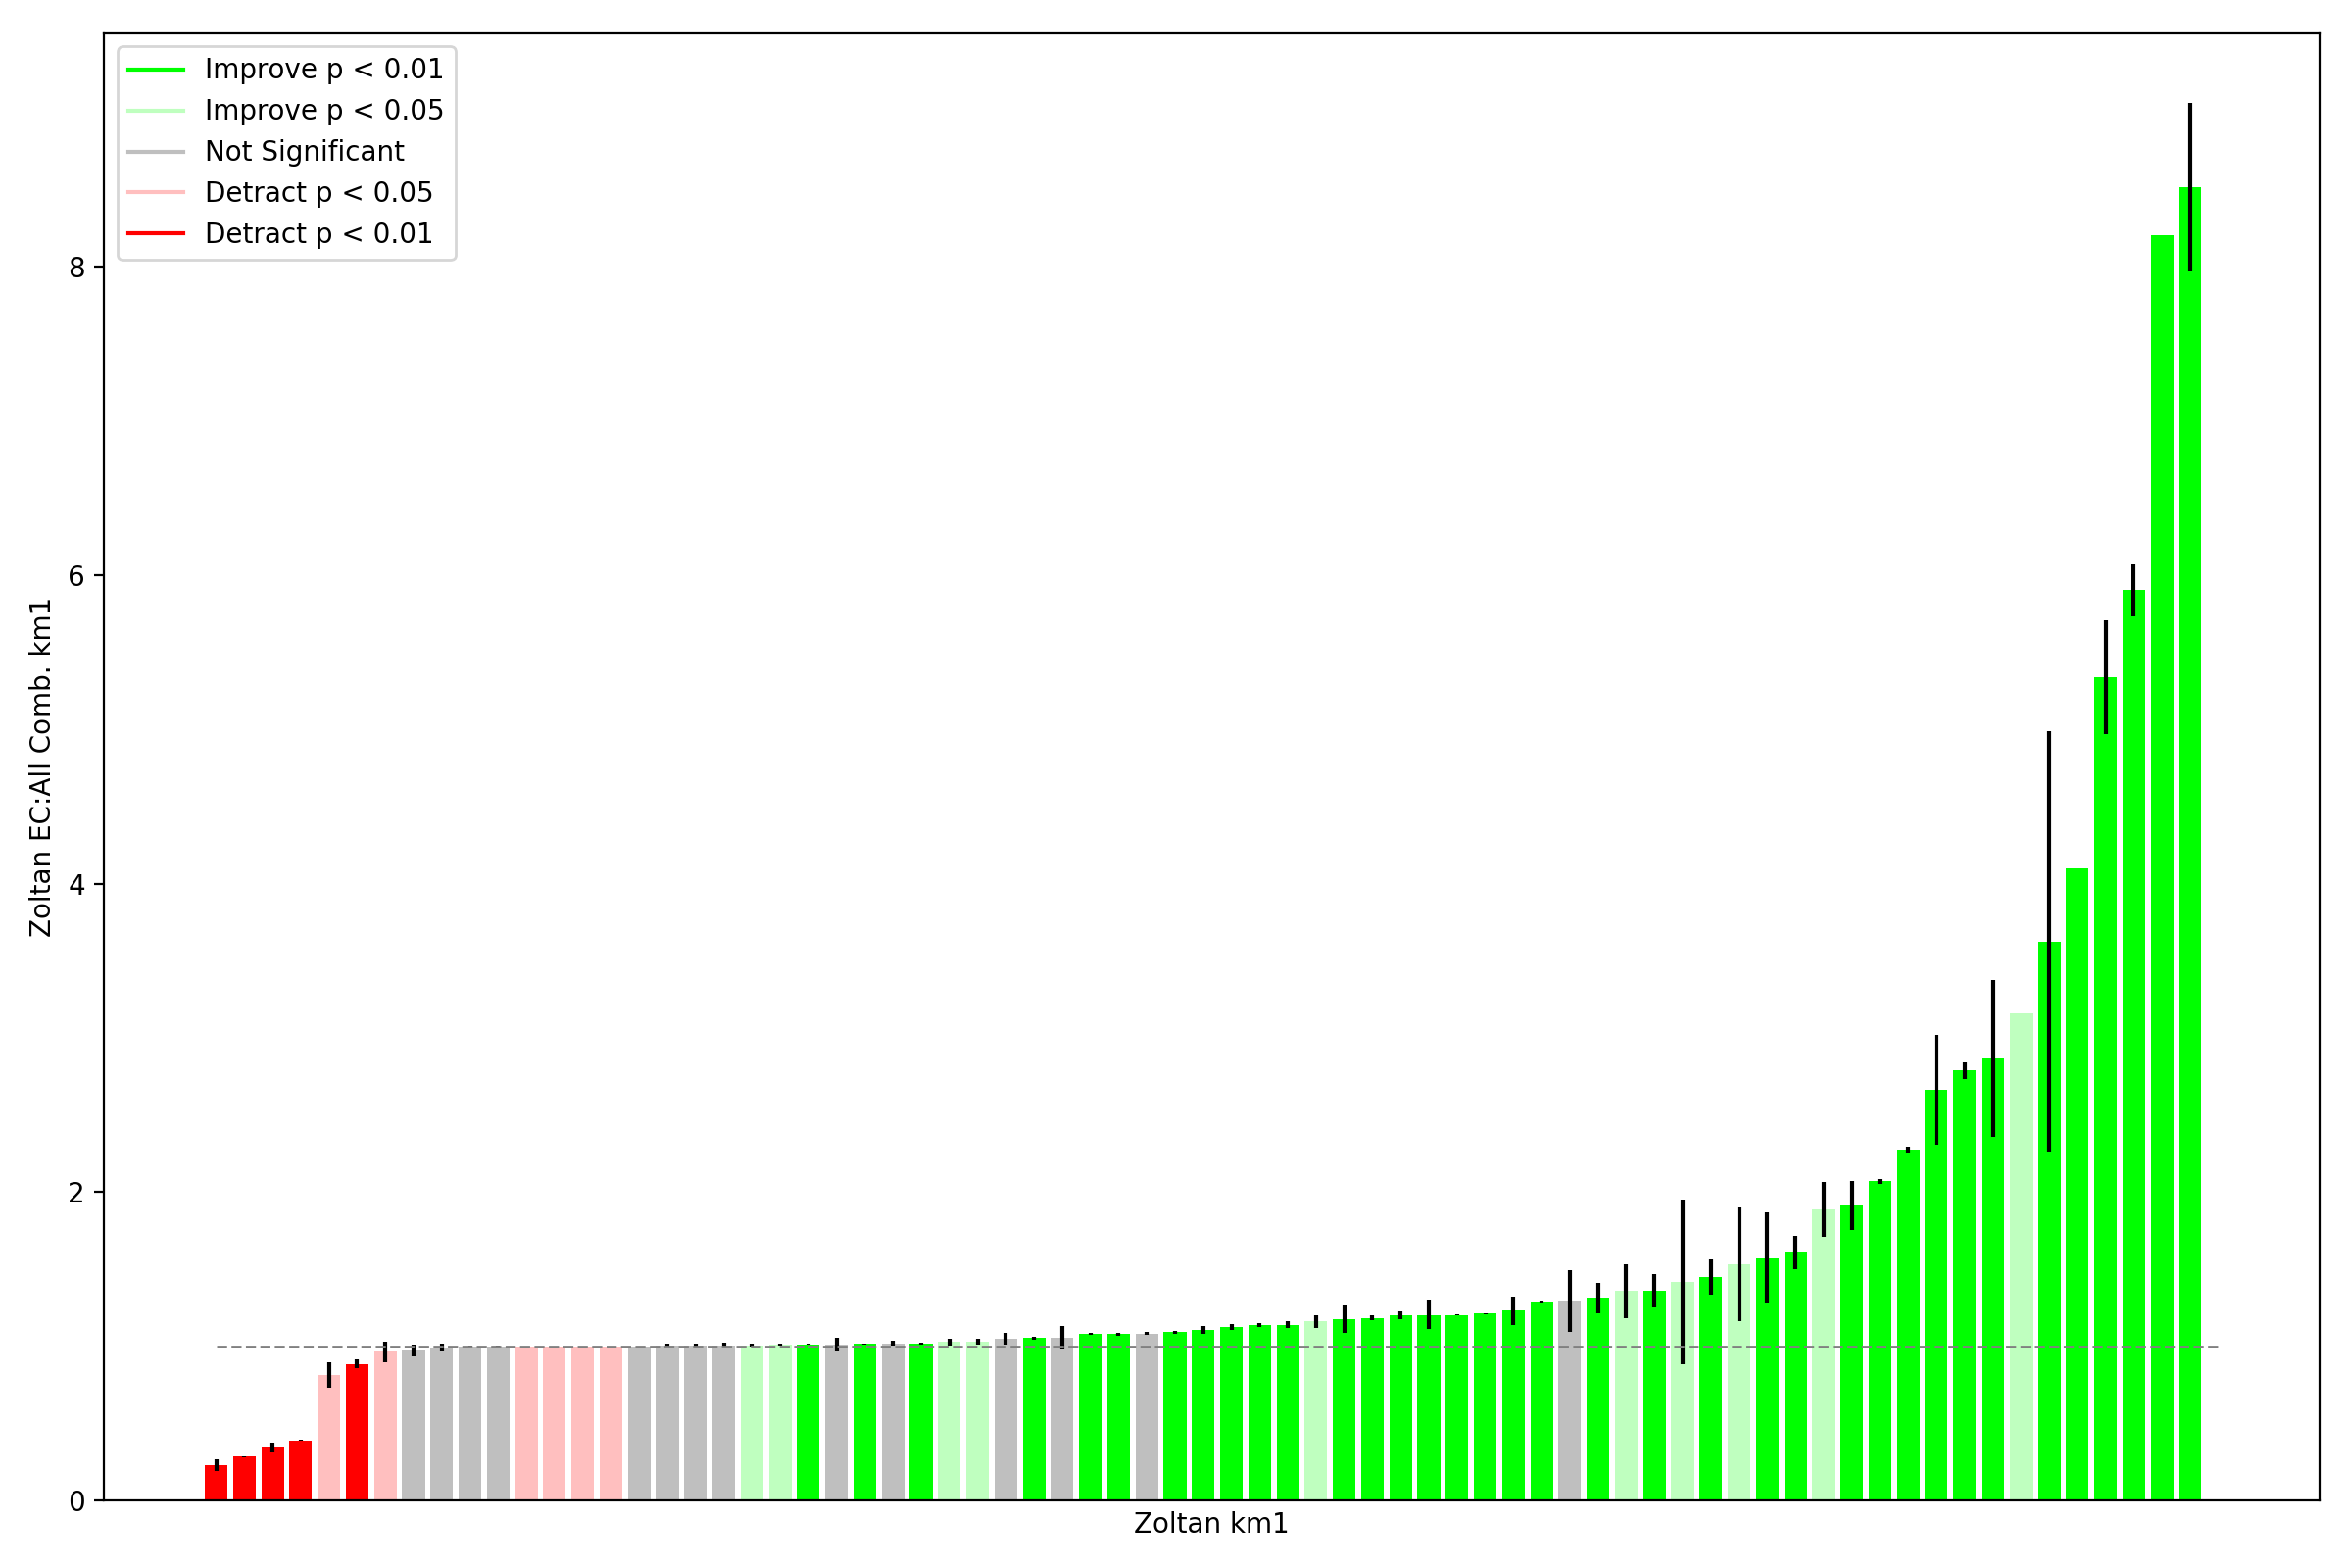 Improve p < 0.01
Improve p < 0.05
Not Significant
Detract p < 0.05
Detract p < 0.01
8
6
4
2
0
Zoltan EC:All Comb. km1
Zoltan km1